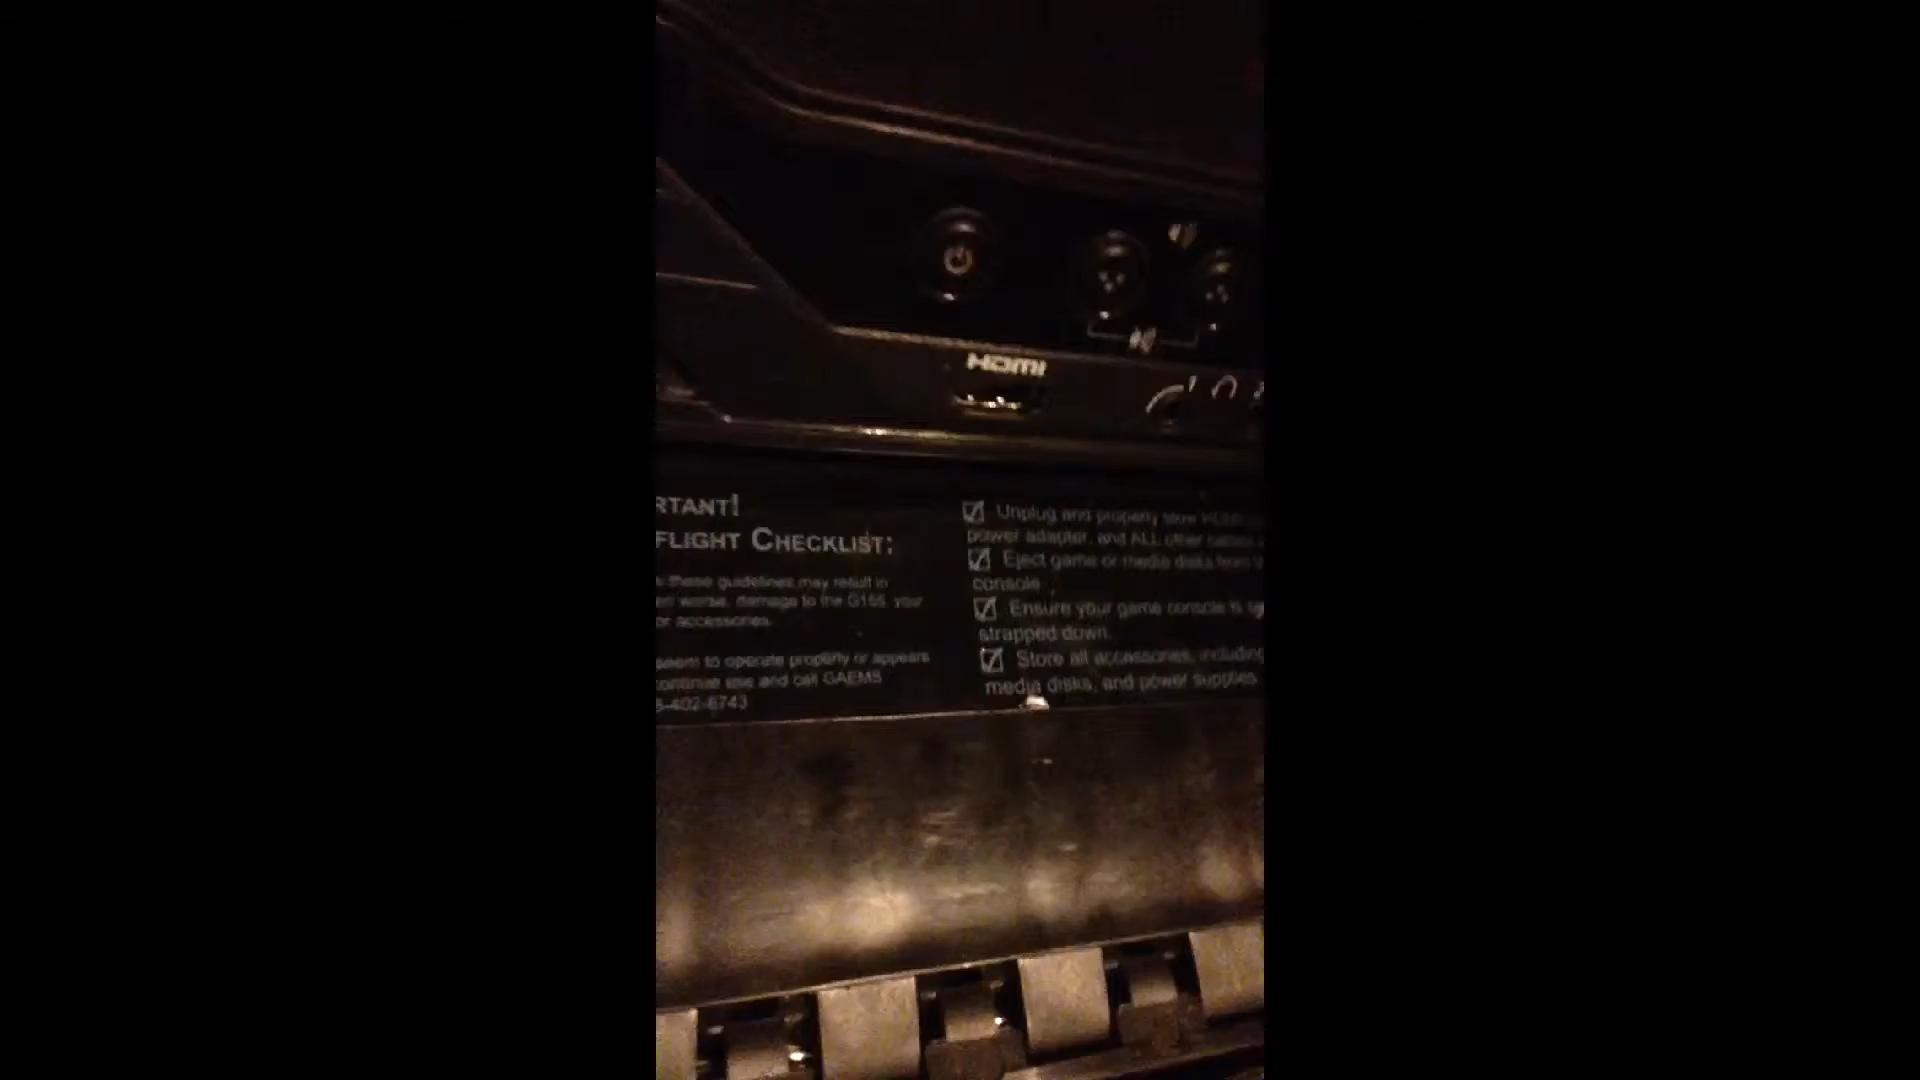 HDMI
RTANT!
FLIGHT CHECKLIST:
these guidelines may result in
worse, damage to the G155, your
or accessories.
seem to operate properly or appears
continue use and call GAEMS
5-402-6743
Unplug and properly stow
power adapter, and ALL other cables
Eject game or media disks from
console
Ensure your game console is
strapped down.
Store all accessories, including
media disks, and power supplies